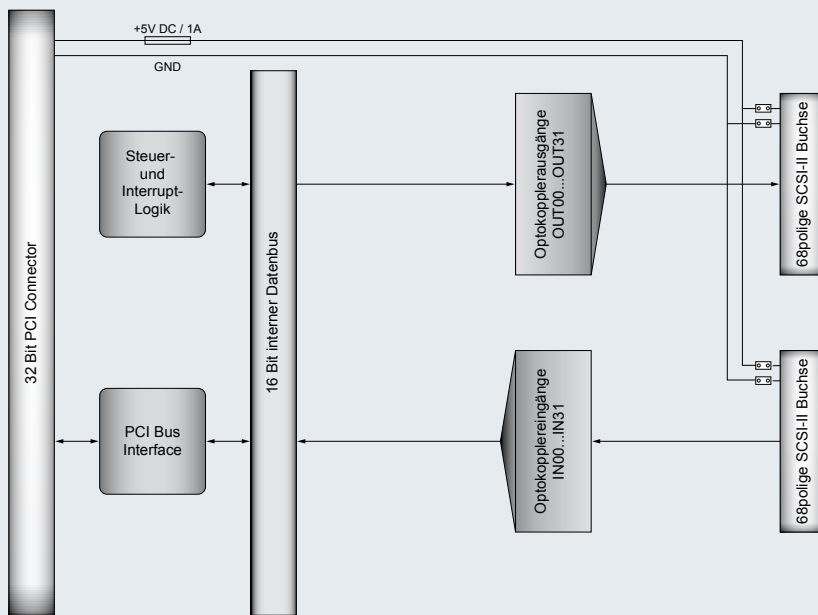 +5V DC / 1A
GND
32 Bit PCI Connector
Steuer-
und
Interrupt-
Logik
PCI Bus
Interface
16 Bit interner Datenbus
Optokopplerausgänge
OUT00...OUT31
Optokopplereingänge
IN00...IN31
68polige SCSI-II Buchse
68polige SCSI-II Buchse